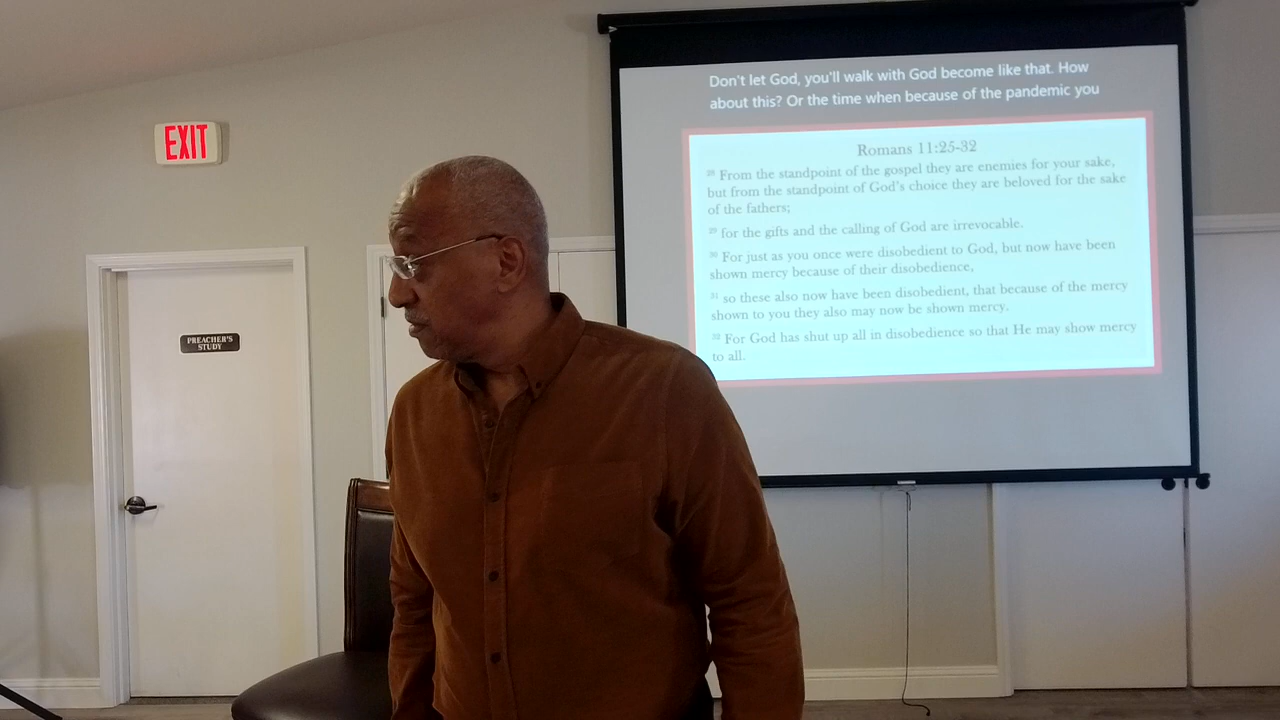 Don't let God, you'll walk with God become like that. How
about this? Or the time when because of the pandemic you
EXIT
Romans 11:25-32
28 From the standpoint of the gospel they are enemies for your sake,
but from the standpoint of God's choice they are beloved for the sake
of the fathers;
29 for the gifts and the calling of God are irrevocable.
30 For just as you once were disobedient to God, but now have been
shown mercy because of their disobedience,
31 so these also now have been disobedient, that because of the mercy
shown to you they also may now be shown mercy.
32 For God has shut up all in disobedience so that He may show mercy
to all.
PREACHER'S
STUDY